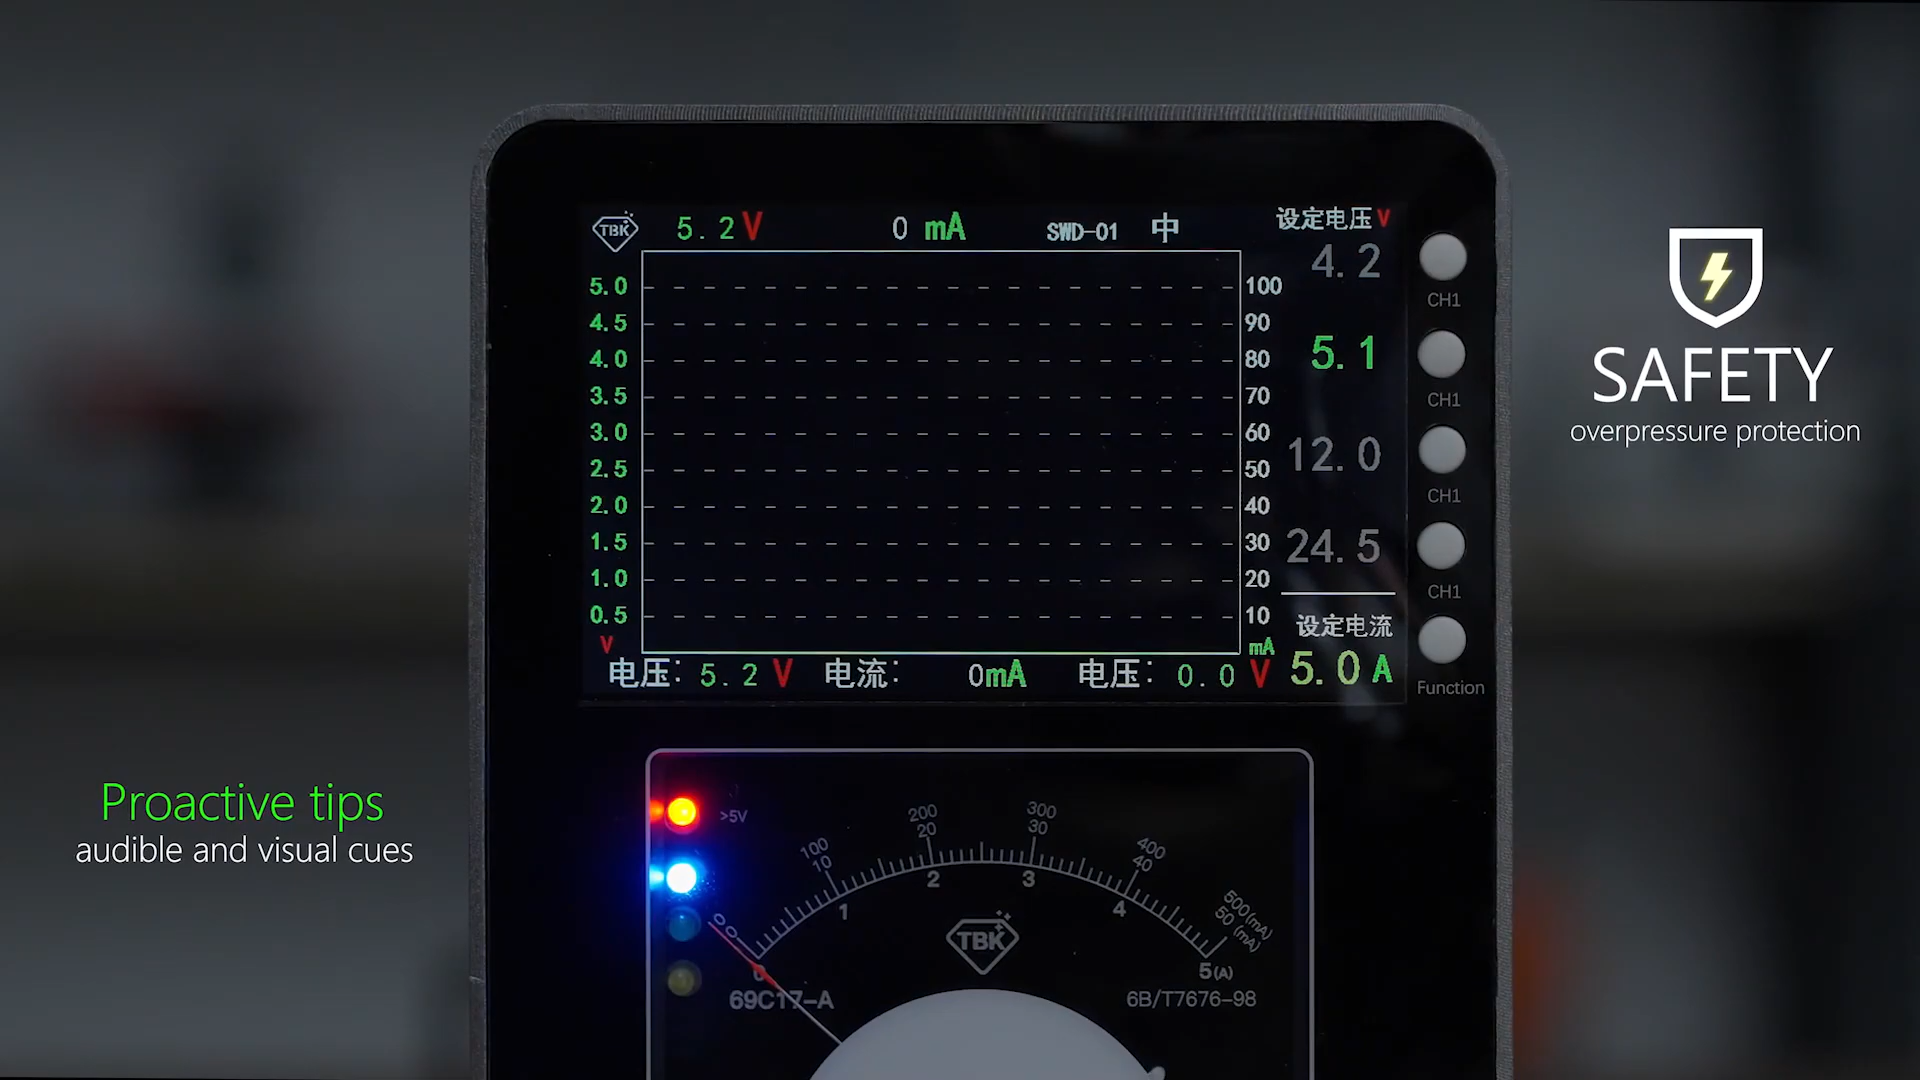 TBK
5.2V
0 mA
SWD-01
中
设定电压V
4.2
5.1
12.0
24.5
设定电流
5.0A
5.0
4.5
4.0
3.5
3.0
2.5
2.0
1.5
1.0
0.5
V
100
90
80
70
60
50
40
30
20
10
mA
电压: 5.2 V 电流: 0mA 电压: 0.0 V
CH1
CH1
CH1
CH1
Function
SAFETY
overpressure protection
Proactive tips
audible and visual cues
>5V
0 100 200 300 400 500(mA)
0 10 20 30 40 50(mA)
0 1 2 3 4 5(A)
TBK
69C17-A
6B/T7676-98